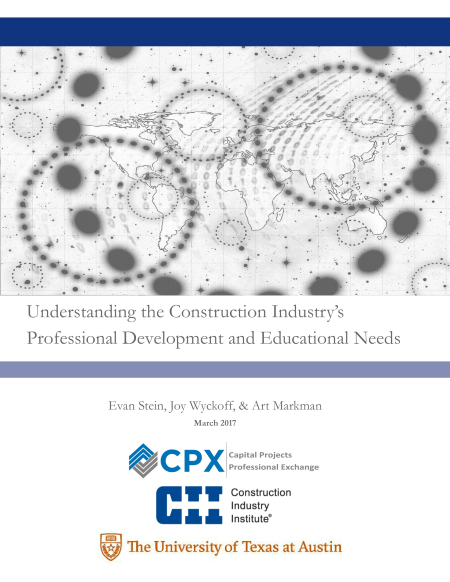 Understanding the Construction Industry's
Professional Development and Educational Needs
Evan Stein, Joy Wyckoff, & Art Markman
March 2017
CPX
Capital Projects
Professional Exchange
CII
Construction
Industry
Institute®
The University of Texas at Austin